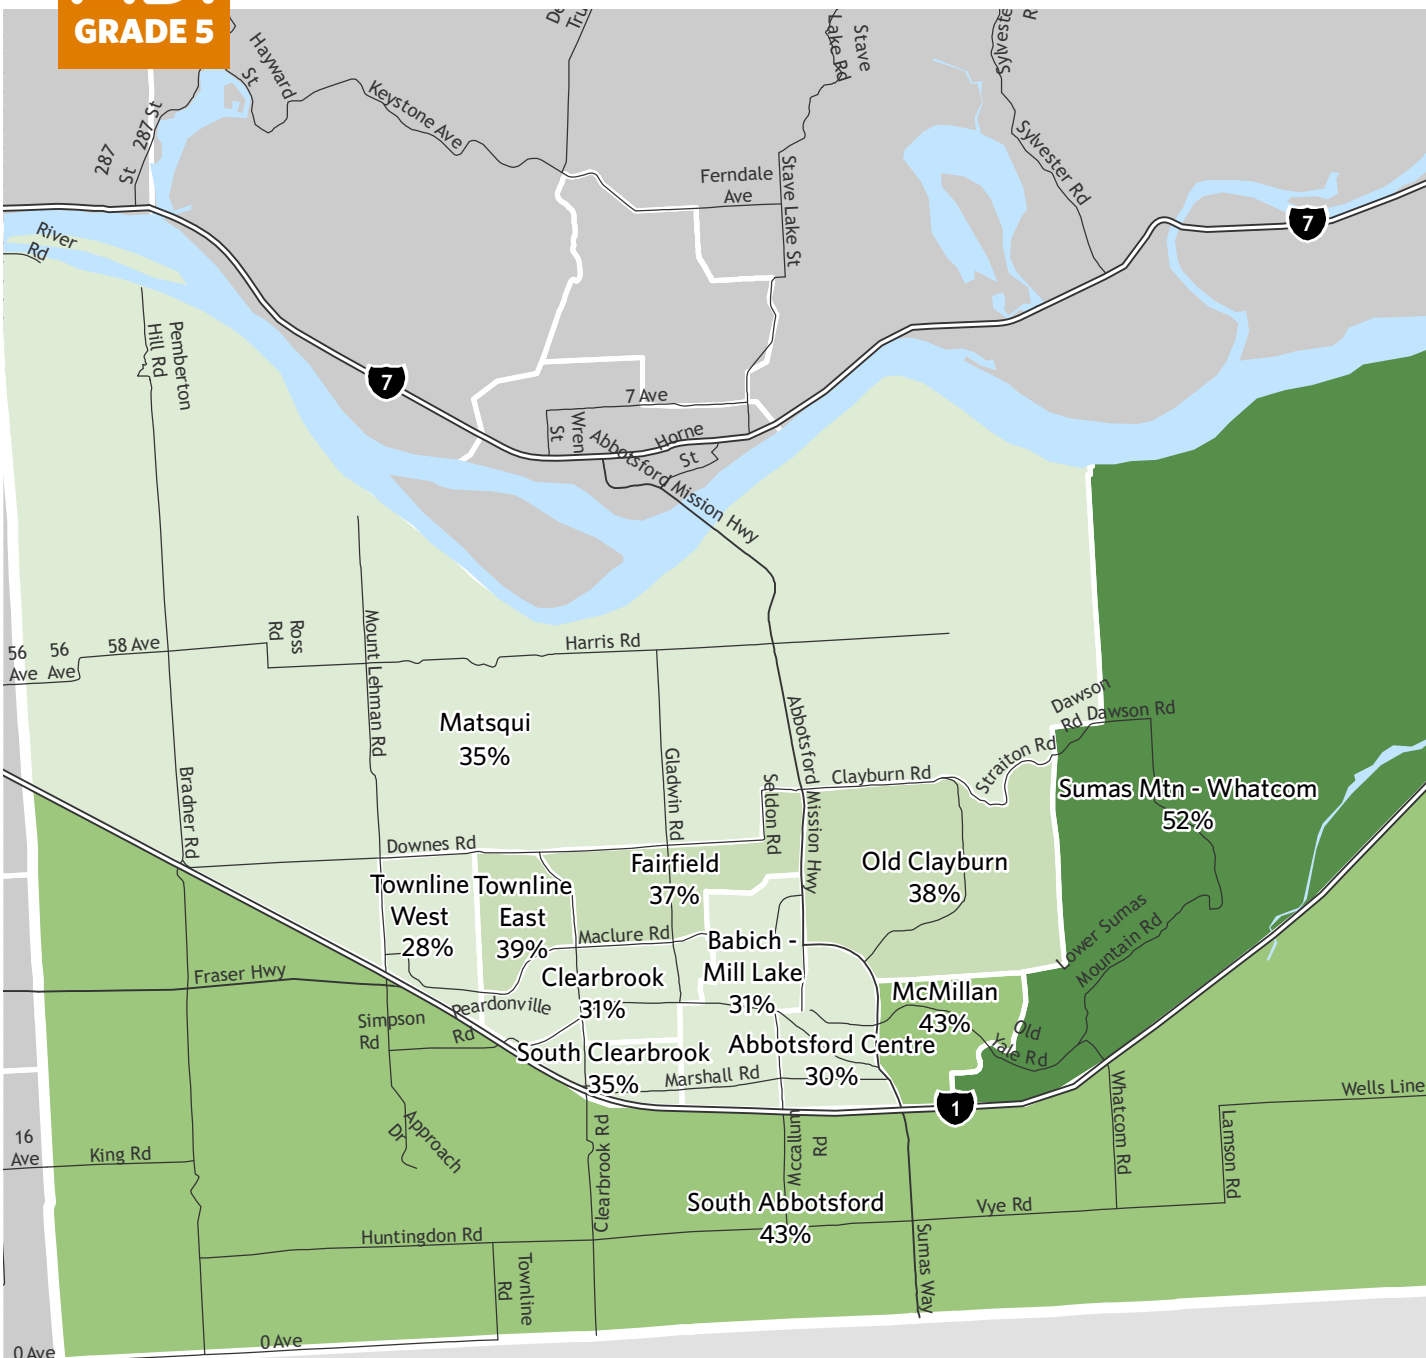 GRADE 5
Hayward
St
Keystone Ave
287 St
287
St
Stave
Lake Rd
Sylvester Rd
Ferndale
Ave
Stave Lake St
7
River
Rd
Pemberton
Hill Rd
7
7 Ave
Wren
St
Horne
St
Abbotsford Mission Hwy
Ross
Rd
58 Ave
56
Ave
56
Ave
Harris Rd
Mount Lehman Rd
Matsqui
35%
Abbotsford Mission Hwy
Gladwin Rd
Seldon Rd
Clayburn Rd
Straiton Rd
Dawson
Rd
Dawson Rd
Sumas Mtn - Whatcom
52%
Bradner Rd
Downes Rd
Fairfield
37%
Old Clayburn
38%
Townline
West
28%
Townline
East
39%
Maclure Rd
Babich -
Mill Lake
31%
Clearbrook
31%
Lower Sumas
Mountain Rd
McMillan
43%
Fraser Hwy
Peardonville
Rd
Simpson
Rd
Old
Yale Rd
South Clearbrook
35%
Abbotsford Centre
30%
Marshall Rd
1
Whatcom Rd
Wells Line
Lamson Rd
16
Ave
King Rd
Approach
Dr
Clearbrook Rd
Mccallum
Rd
South Abbotsford
43%
Vye Rd
Huntingdon Rd
Townline
Rd
Sumas Way
0 Ave
0 Ave